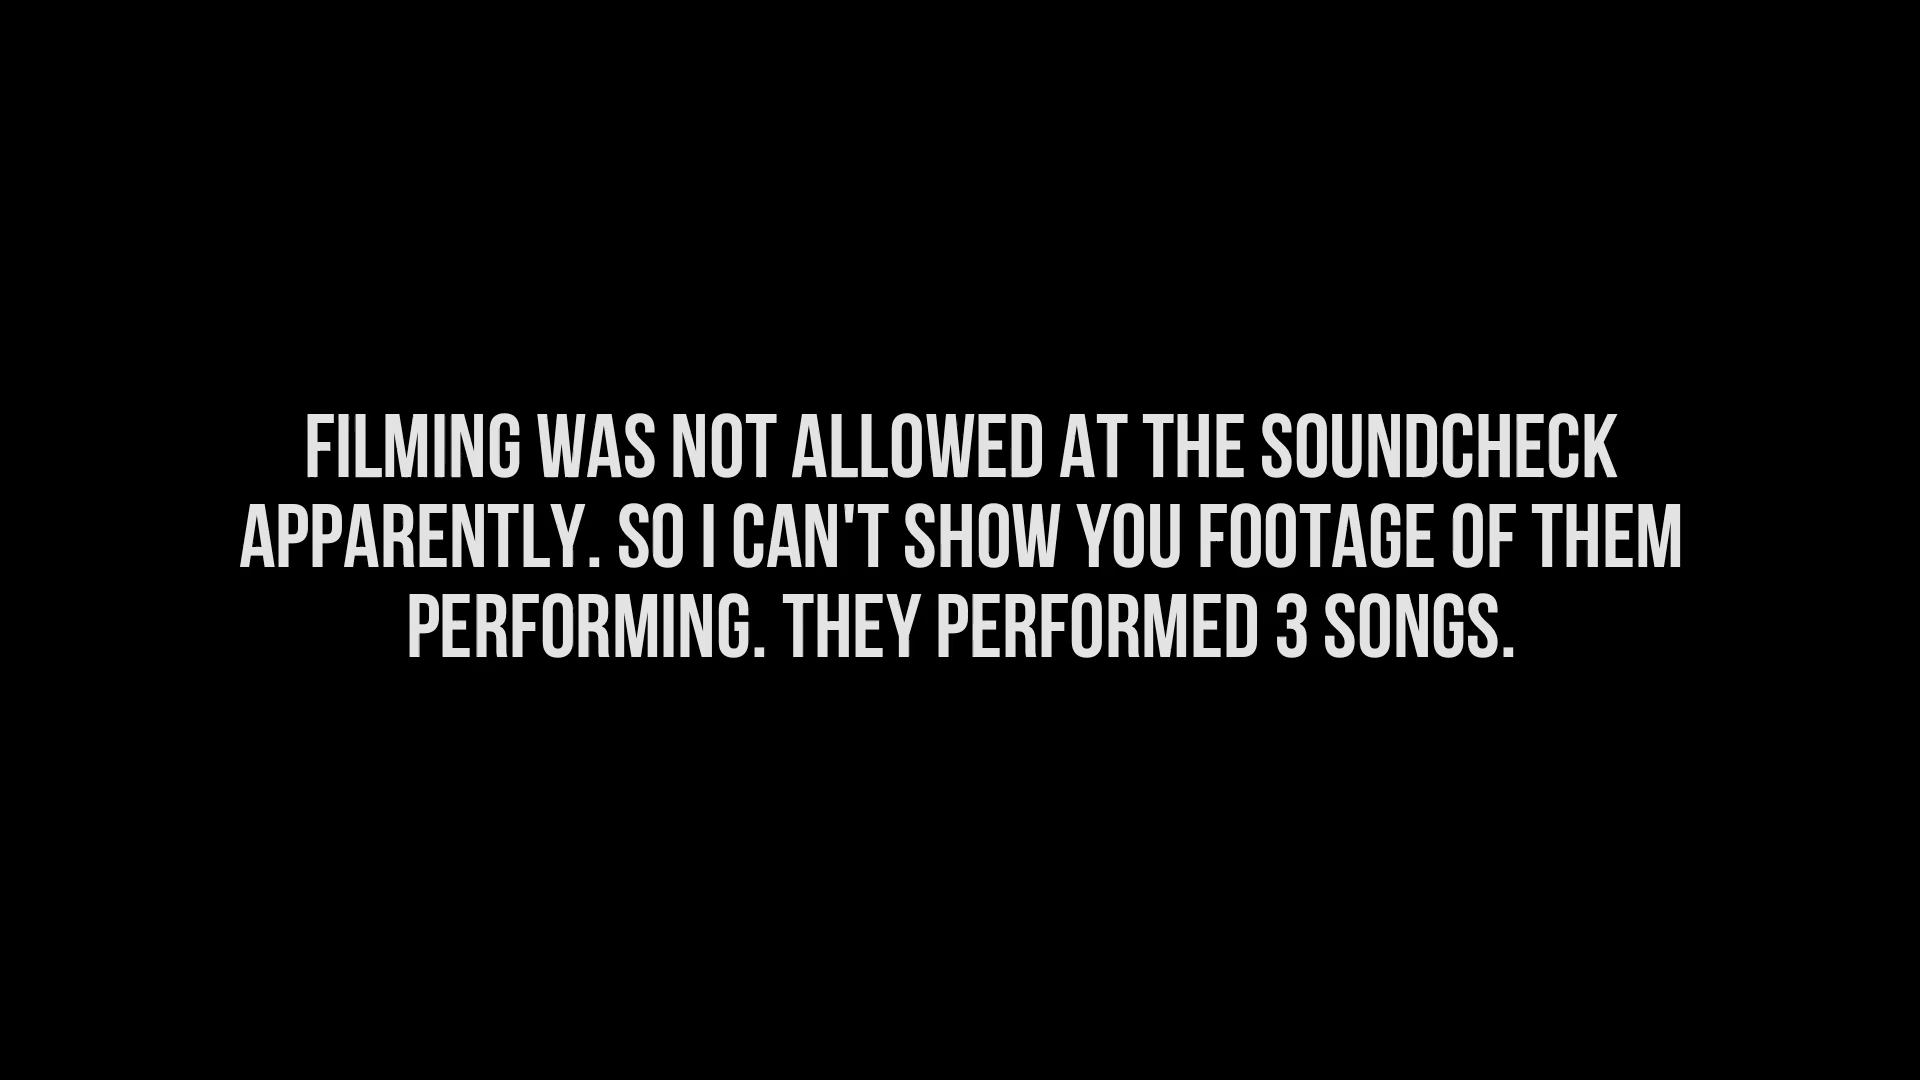 FILMING WAS NOT ALLOWED AT THE SOUNDCHECK
APPARENTLY. SO I CAN'T SHOW YOU FOOTAGE OF THEM
PERFORMING. THEY PERFORMED 3 SONGS.